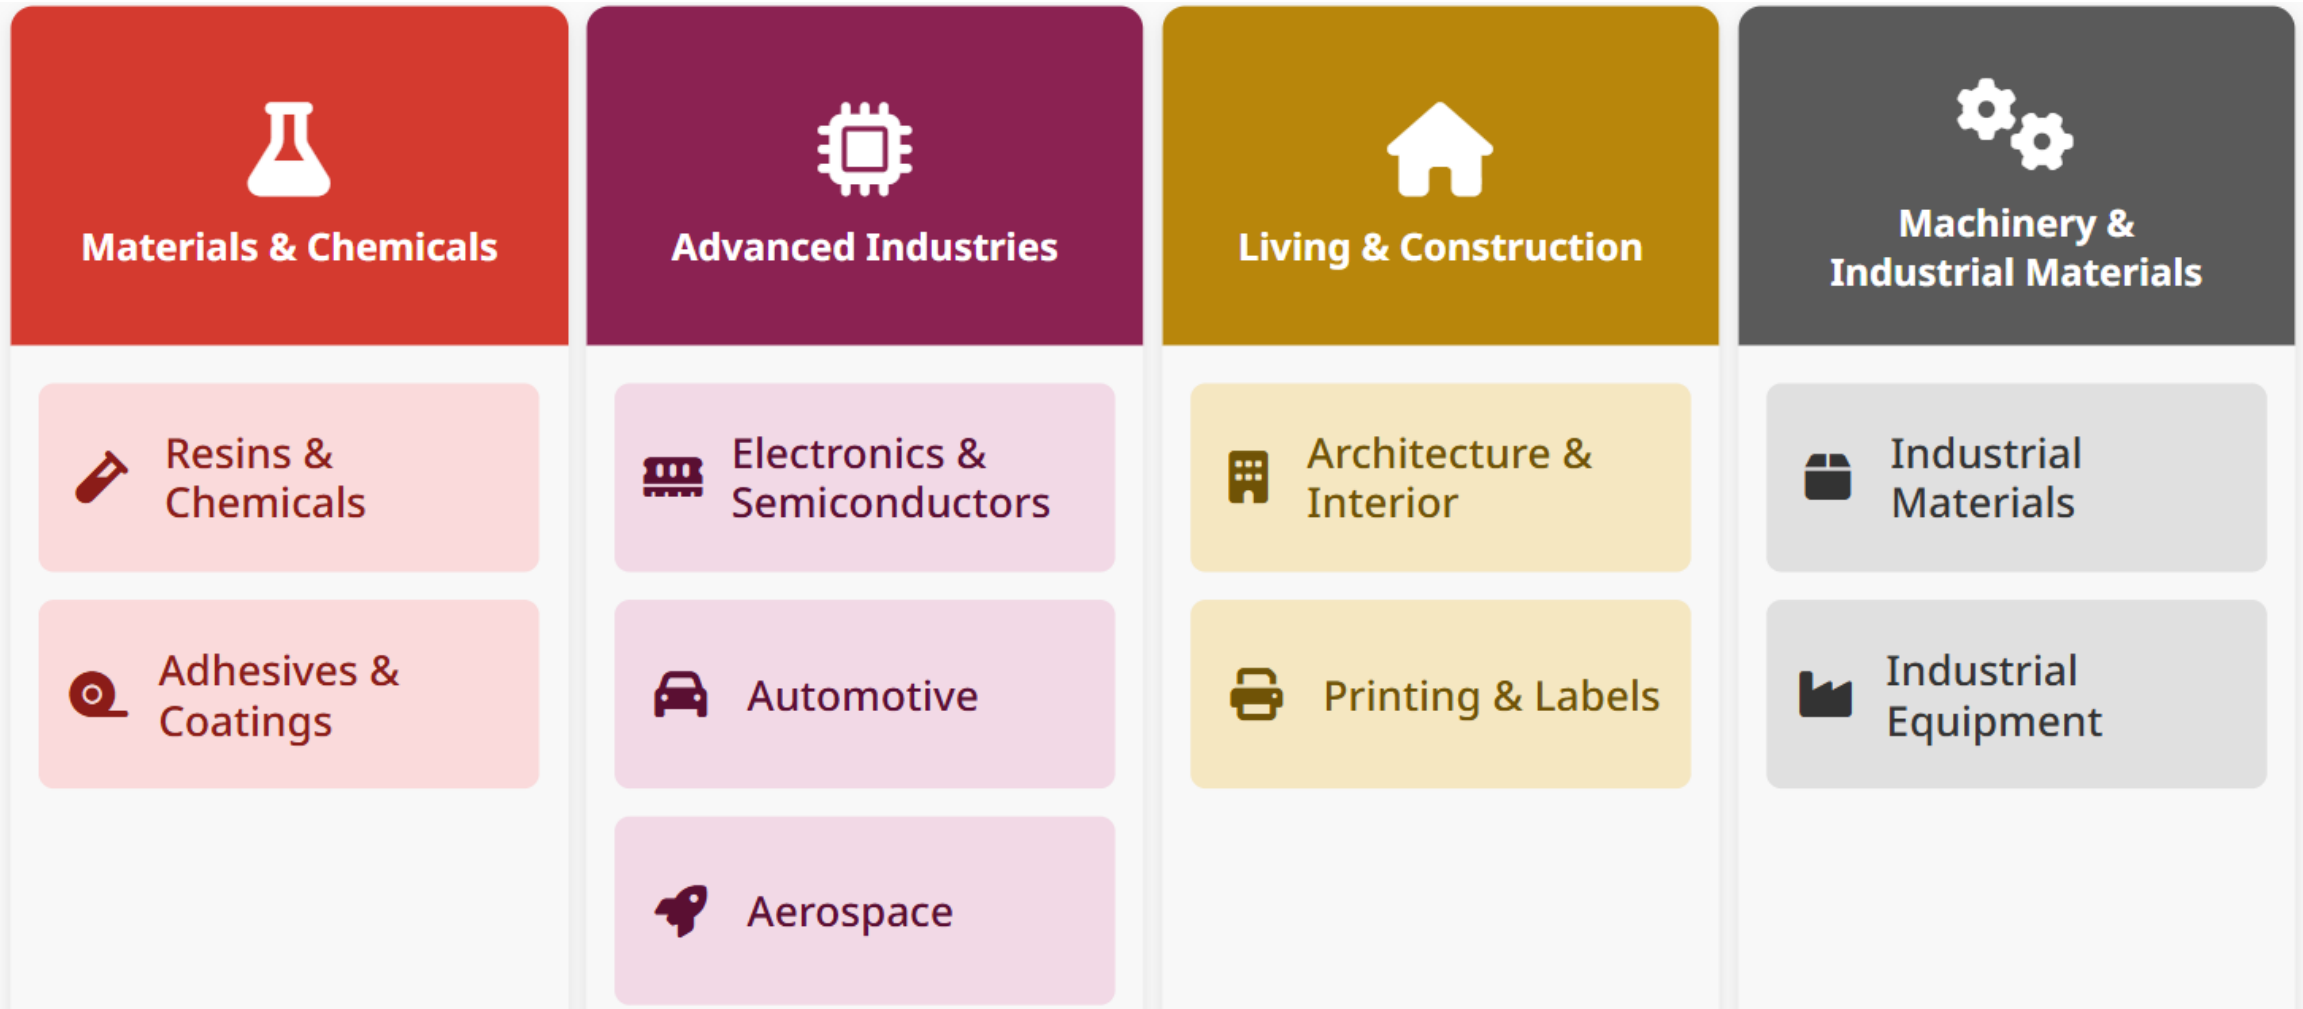 Materials & Chemicals
Resins &
Chemicals
Adhesives &
Coatings
Advanced Industries
Electronics &
Semiconductors
Automotive
Aerospace
Living & Construction
Architecture &
Interior
Printing & Labels
Machinery &
Industrial Materials
Industrial
Materials
Industrial
Equipment